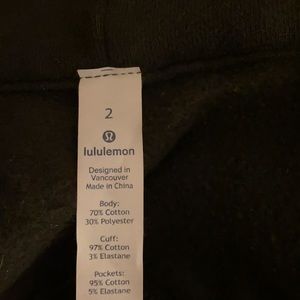 2
lululemon
Designed in
Vancouver
Made in China
Body:
70% Cotton
30% Polyester
Cuff:
97% Cotton
3% Elastane
Pockets:
95% Cotton
5% Elastane